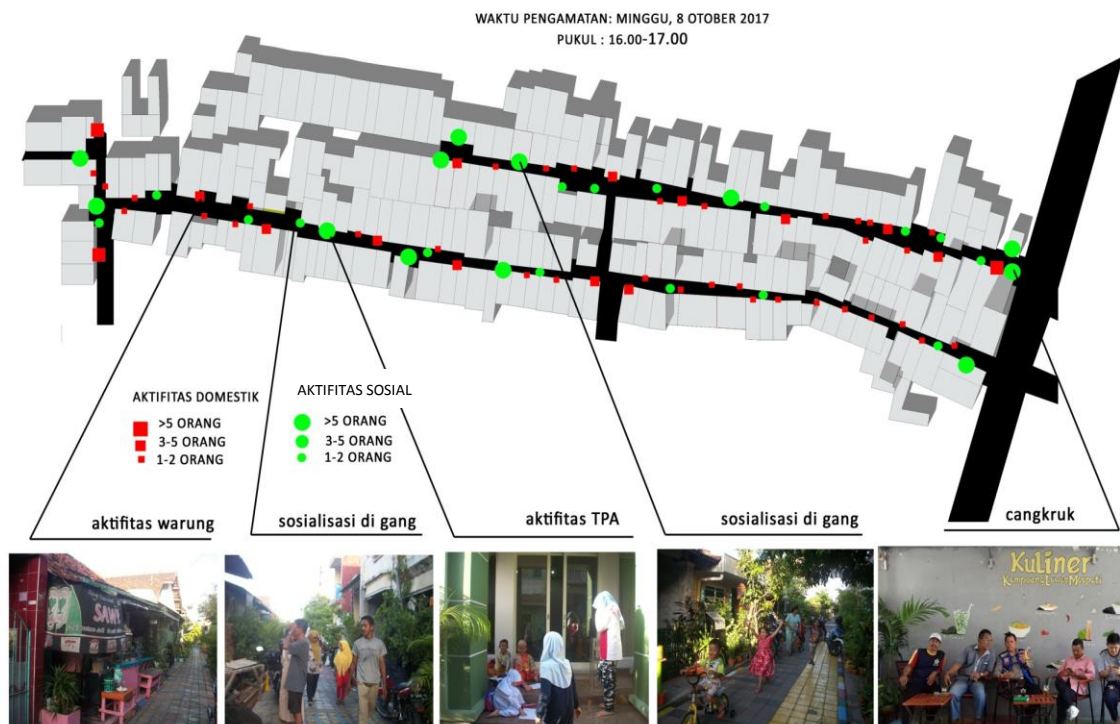 WAKTU PENGAMATAN: MINGGU, 8 OTOBER 2017
PUKUL : 16.00-17.00
AKTIFITAS DOMESTIK
>5 ORANG
3-5 ORANG
1-2 ORANG
AKTIFITAS SOSIAL
>5 ORANG
3-5 ORANG
1-2 ORANG
aktifitas warung
sosialisasi di gang
aktifitas TPA
sosialisasi di gang
cangkruk
Kuliner